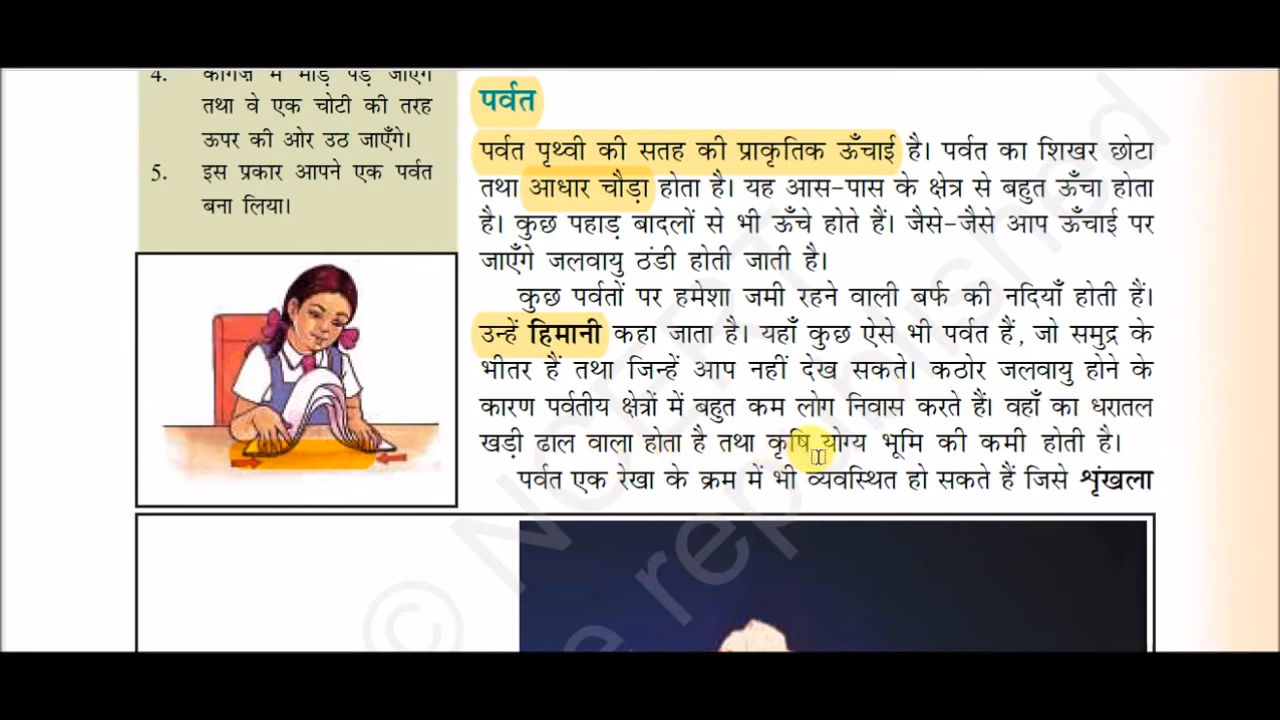 4. कागज़ में मोड़ पड़ जाएँगे
तथा वे एक चोटी की तरह
ऊपर की ओर उठ जाएँगे।
5. इस प्रकार आपने एक पर्वत
बना लिया।
पर्वत
पर्वत पृथ्वी की सतह की प्राकृतिक ऊँचाई है। पर्वत का शिखर छोटा
तथा आधार चौड़ा होता है। यह आस-पास के क्षेत्र से बहुत ऊँचा होता
है। कुछ पहाड़ बादलों से भी ऊँचे होते हैं। जैसे-जैसे आप ऊँचाई पर
जाएँगे जलवायु ठंडी होती जाती है।
कुछ पर्वतों पर हमेशा जमी रहने वाली बर्फ की नदियाँ होती हैं।
उन्हें हिमानी कहा जाता है। यहाँ कुछ ऐसे भी पर्वत हैं, जो समुद्र के
भीतर हैं तथा जिन्हें आप नहीं देख सकते। कठोर जलवायु होने के
कारण पर्वतीय क्षेत्रों में बहुत कम लोग निवास करते हैं। वहाँ का धरातल
खड़ी ढाल वाला होता है तथा कृषि योग्य भूमि की कमी होती है।
पर्वत एक रेखा के क्रम में भी व्यवस्थित हो सकते हैं जिसे शृंखला
© NCERT
be republished